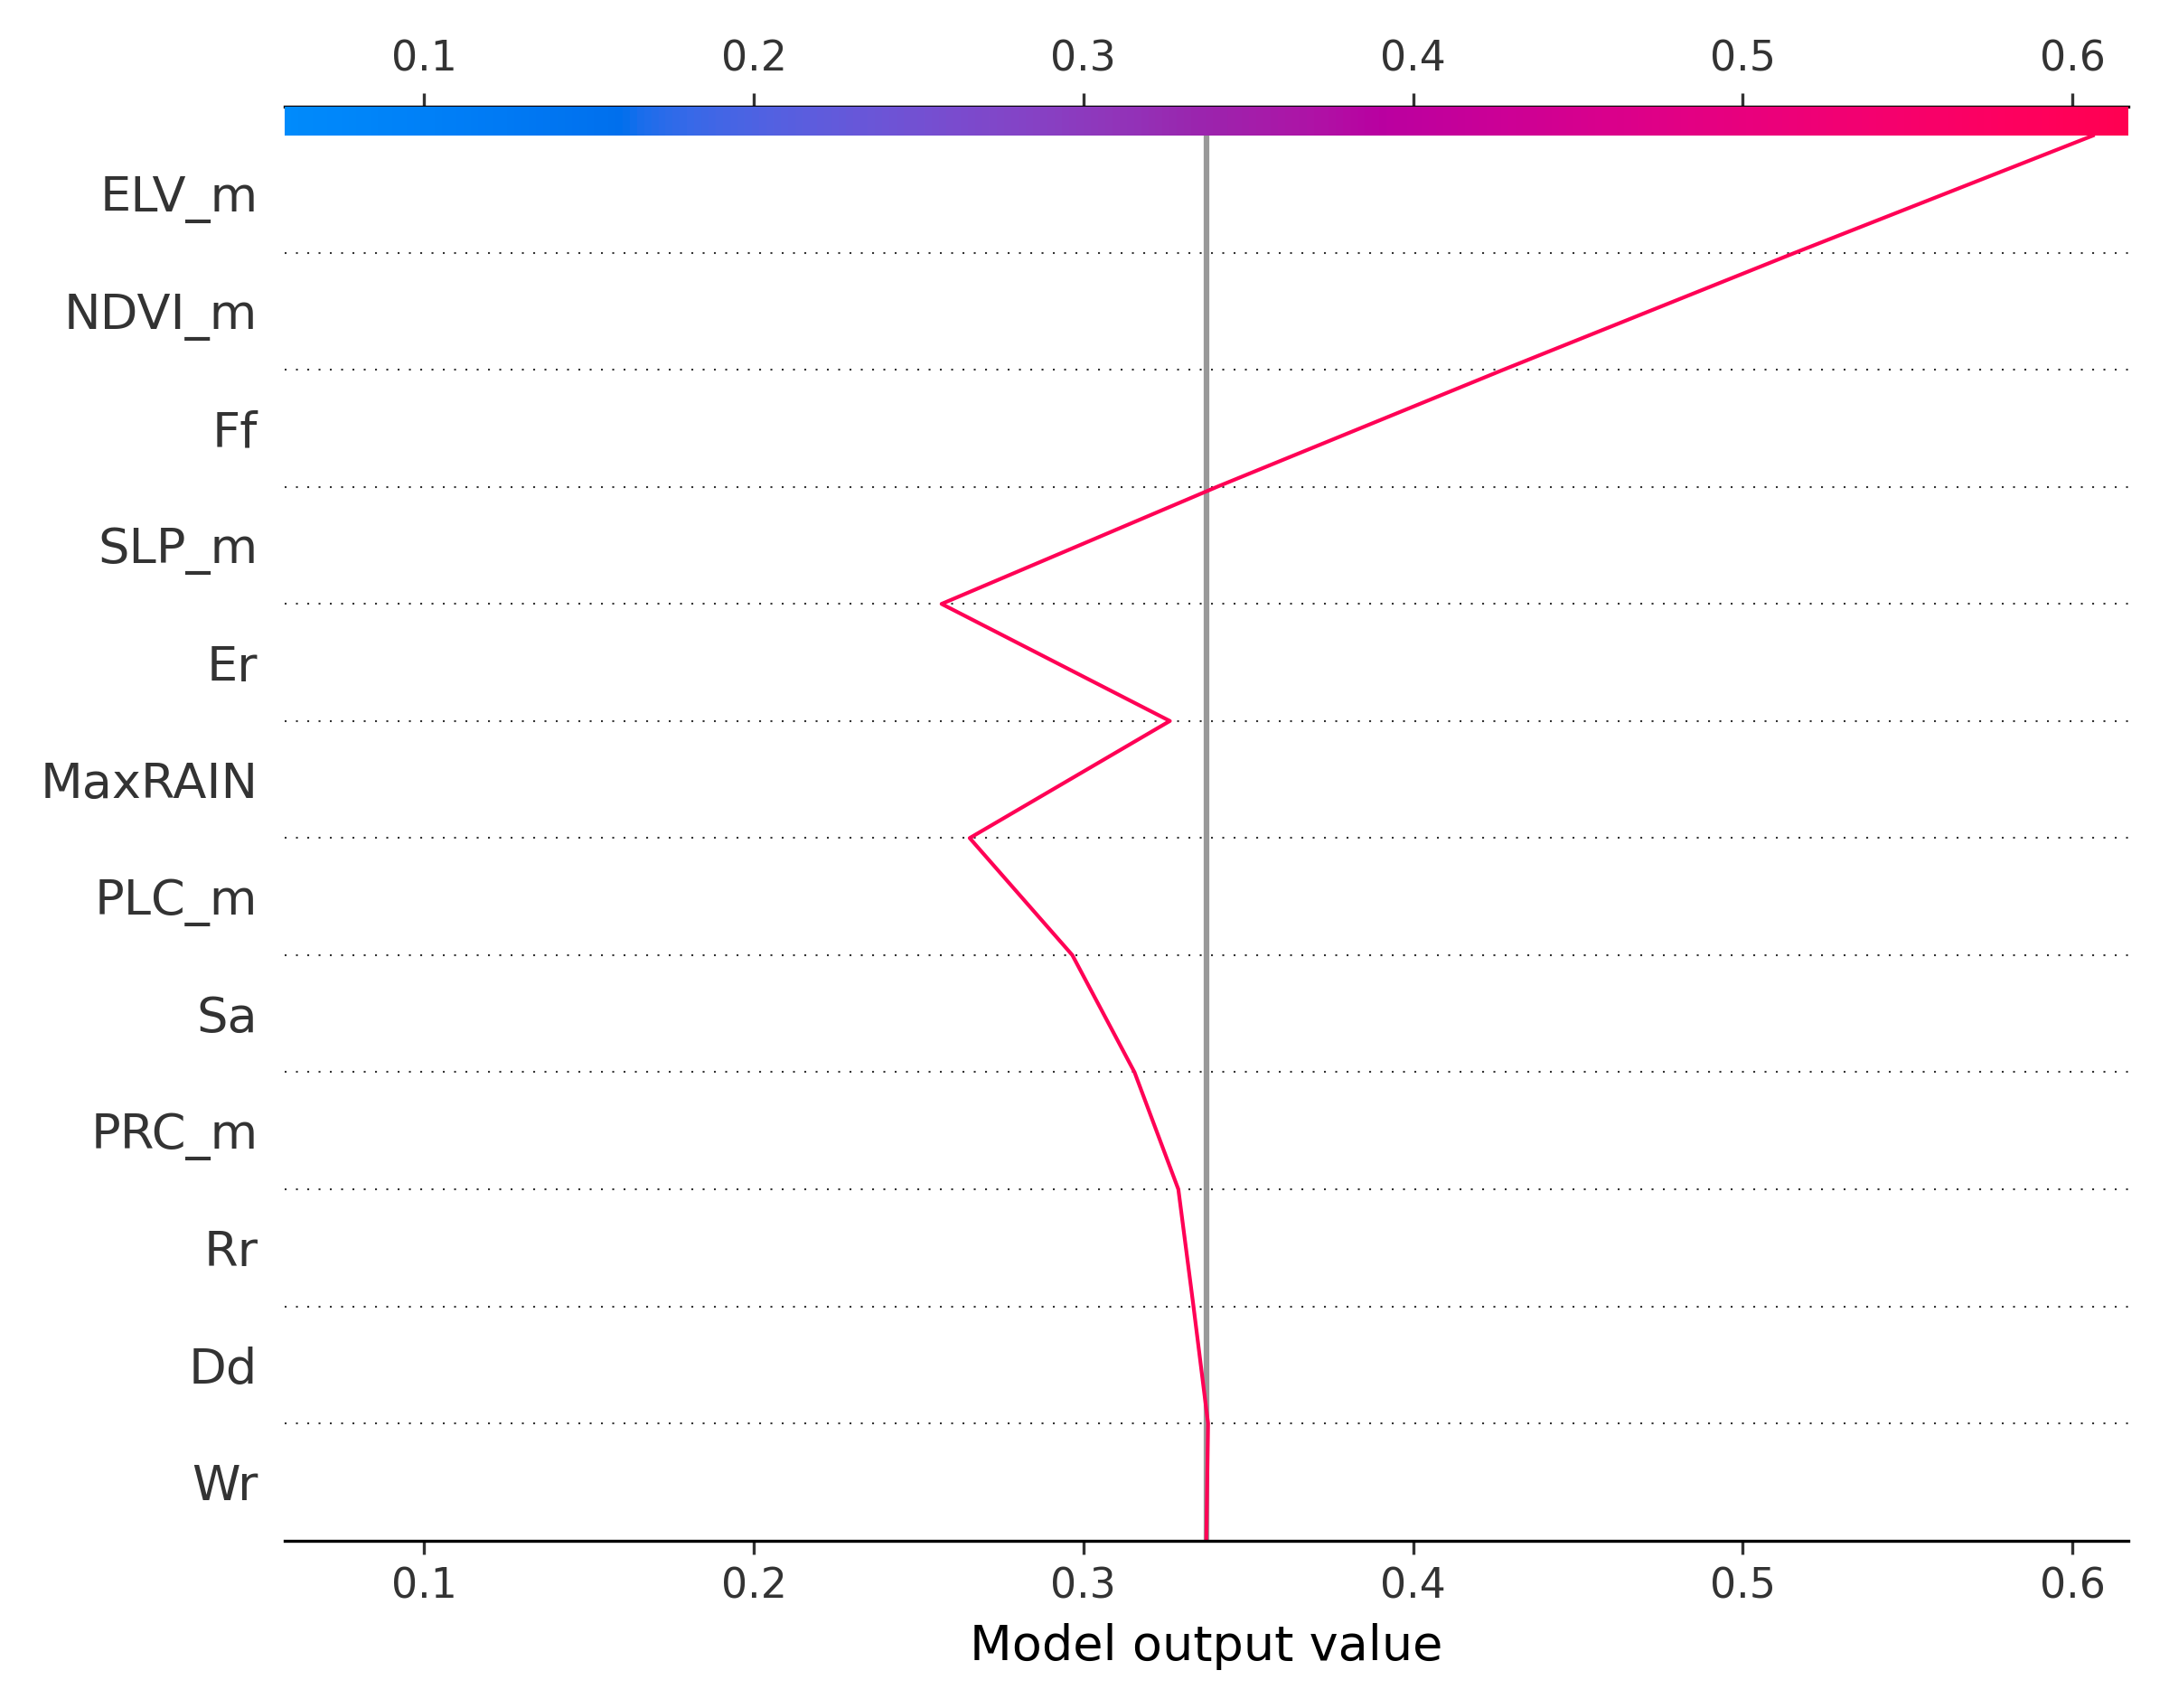 0.1 0.2 0.3 0.4 0.5 0.6
ELV_m
NDVI_m
Ff
SLP_m
Er
MaxRAIN
PLC_m
Sa
PRC_m
Rr
Dd
Wr
0.1 0.2 0.3 0.4 0.5 0.6
Model output value